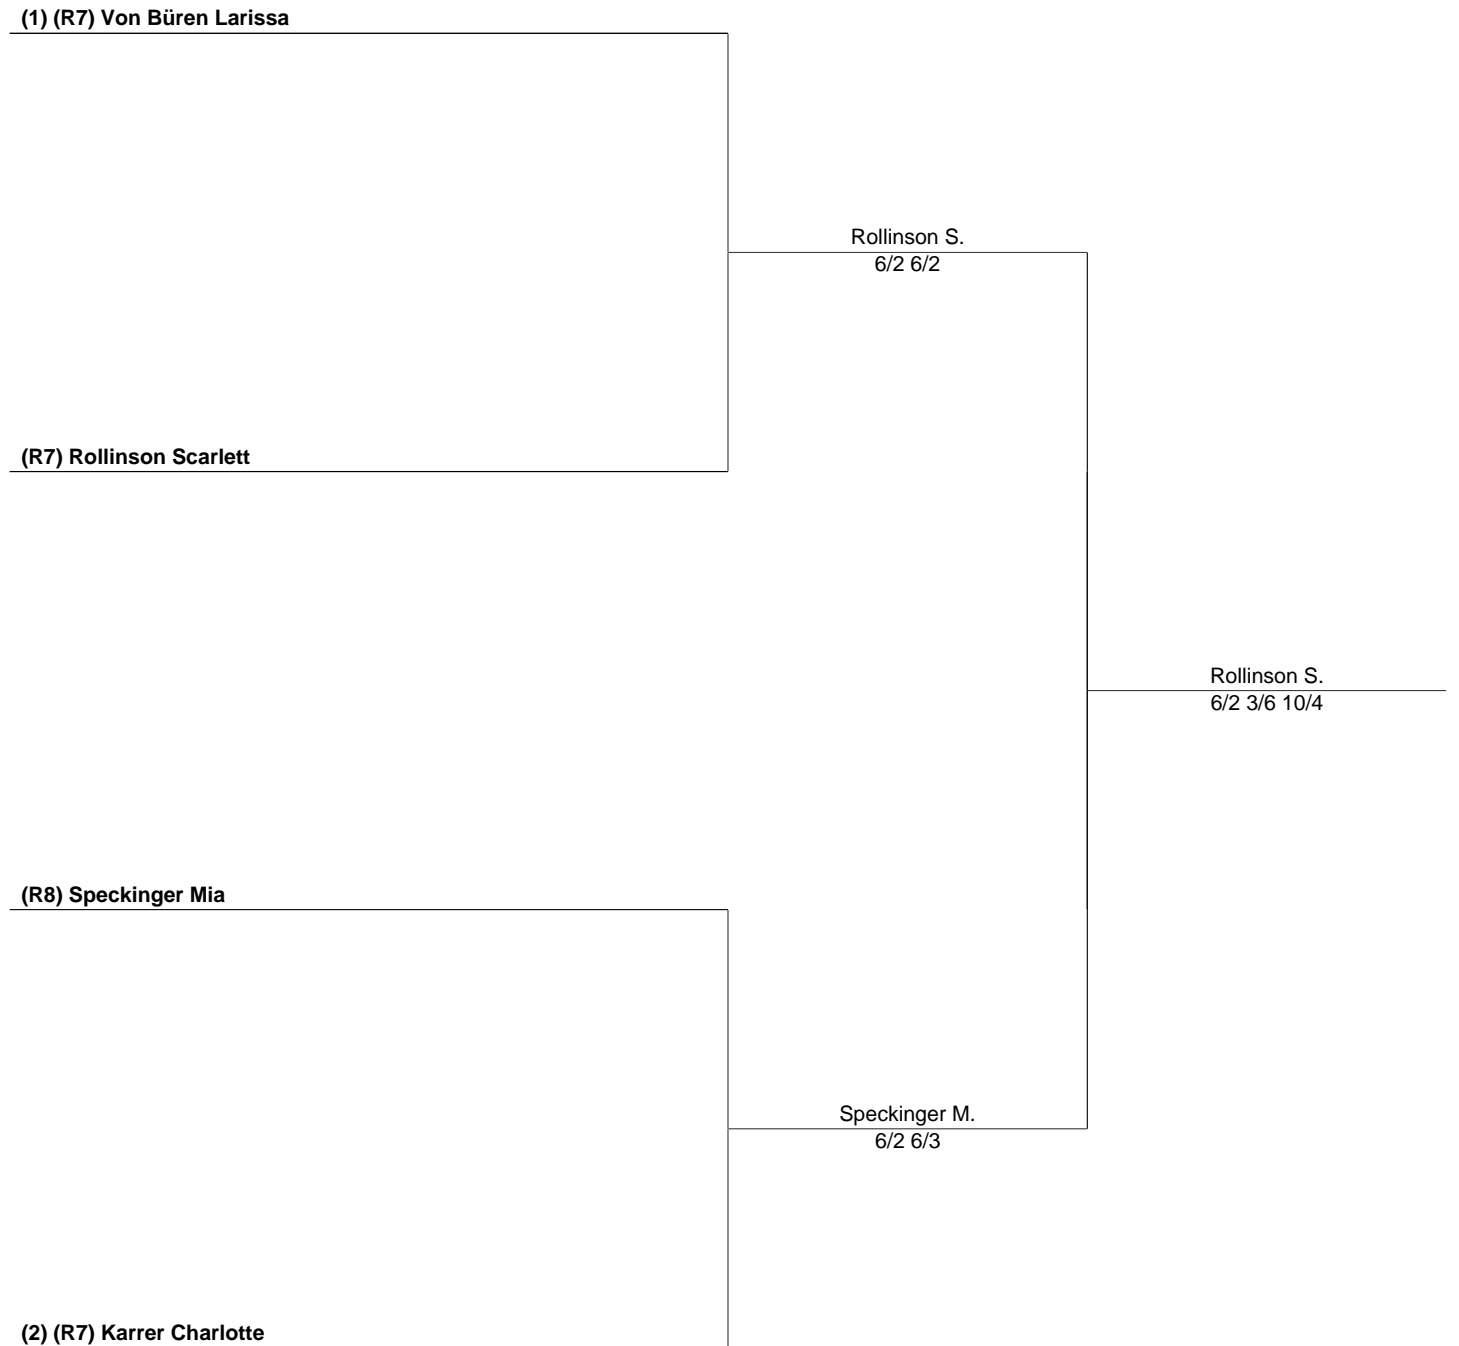 (1) (R7) Von Büren Larissa
Rollinson S.
6/2 6/2
(R7) Rollinson Scarlett
Rollinson S.
6/2 3/6 10/4
(R8) Speckinger Mia
Speckinger M.
6/2 6/3
(2) (R7) Karrer Charlotte